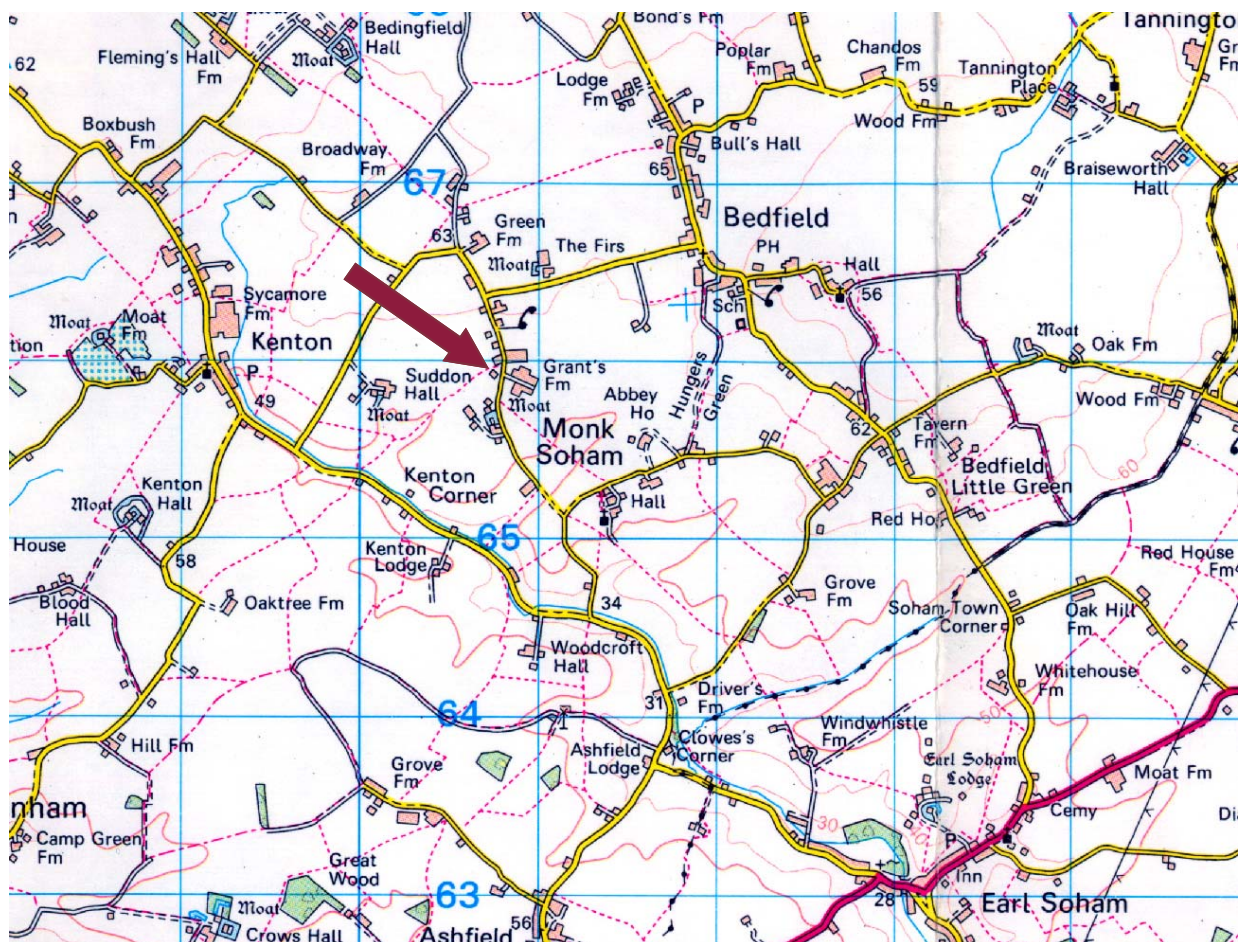 Bedingfield
Hall
Moat
Fleming's Hall
Fm
62
Bond's Fm
Poplar
Fm
Chandos
Fm
59
Tannington
Place
Lodge
Fm
P
Wood Fm
Bull's Hall
65
Boxbush
Fm
Broadway
Fm
67
Braiseworth
Hall
Bedfield
63
Green
Fm
Moat
The Firs
PH
Hall
56
Sch
Sycamore
Fm
Moat
Moat
Fm
Kenton
P
49
Suddon
Hall
Moat
Grant's
Fm
Moat
Abbey
Ho
Hungers
Green
Moat
Oak Fm
Wood Fm
Monk
Soham
62
Tavern
Fm
Bedfield
Little Green
60
Kenton
Hall
Moat
Kenton
Corner
Hall
Red Ho
65
House
58
Kenton
Lodge
Red House
Fm
Blood
Hall
Oaktree Fm
34
Grove
Fm
Soham Town
Corner
Oak Hill
Fm
Woodcroft
Hall
Whitehouse
Fm
Driver's
Fm
31
50
64
Windwhistle
Fm
Hill Fm
Ashfield
Lodge
Clowes's
Corner
Earl Soham
Lodge
Moat Fm
Grove
Fm
Cemy
nham
Camp Green
Fm
30
40
P
Great
Wood
Inn
63
28
Earl Soham
Moat
Crows Hall
56
Ashfield